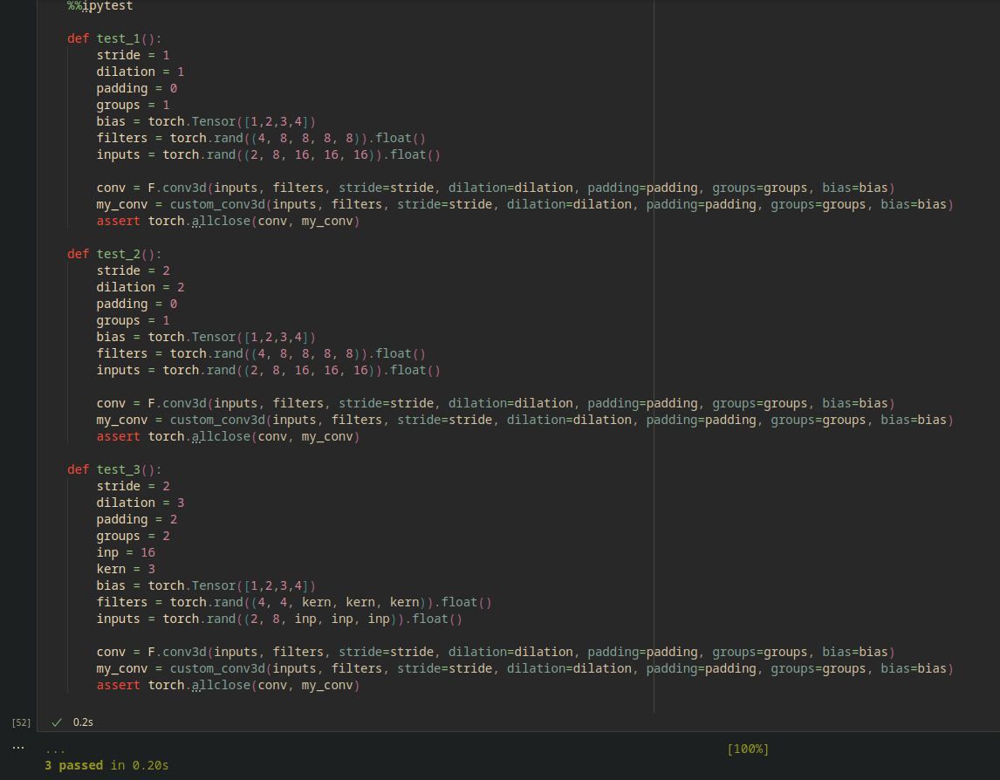 %%ipytest
def test_1():
stride = 1
dilation = 1
padding = 0
groups = 1
bias = torch.Tensor([1,2,3,4])
filters = torch.rand((4, 8, 8, 8, 8)).float()
inputs = torch.rand((2, 8, 16, 16, 16)).float()
conv = F.conv3d(inputs, filters, stride=stride, dilation=dilation, padding=padding, groups=groups, bias=bias)
my_conv = custom_conv3d(inputs, filters, stride=stride, dilation=dilation, padding=padding, groups=groups, bias=bias)
assert torch.allclose(conv, my_conv)
def test_2():
stride = 2
dilation = 2
padding = 0
groups = 1
bias = torch.Tensor([1,2,3,4])
filters = torch.rand((4, 8, 8, 8, 8)).float()
inputs = torch.rand((2, 8, 16, 16, 16)).float()
conv = F.conv3d(inputs, filters, stride=stride, dilation=dilation, padding=padding, groups=groups, bias=bias)
my_conv = custom_conv3d(inputs, filters, stride=stride, dilation=dilation, padding=padding, groups=groups, bias=bias)
assert torch.allclose(conv, my_conv)
def test_3():
stride = 2
dilation = 3
padding = 2
groups = 2
inp = 16
kern = 3
bias = torch.Tensor([1,2,3,4])
filters = torch.rand((4, 4, kern, kern, kern)).float()
inputs = torch.rand((2, 8, inp, inp, inp)).float()
conv = F.conv3d(inputs, filters, stride=stride, dilation=dilation, padding=padding, groups=groups, bias=bias)
my_conv = custom_conv3d(inputs, filters, stride=stride, dilation=dilation, padding=padding, groups=groups, bias=bias)
assert torch.allclose(conv, my_conv)
[52] ✓ 0.2s
... ... [100%]
3 passed in 0.20s